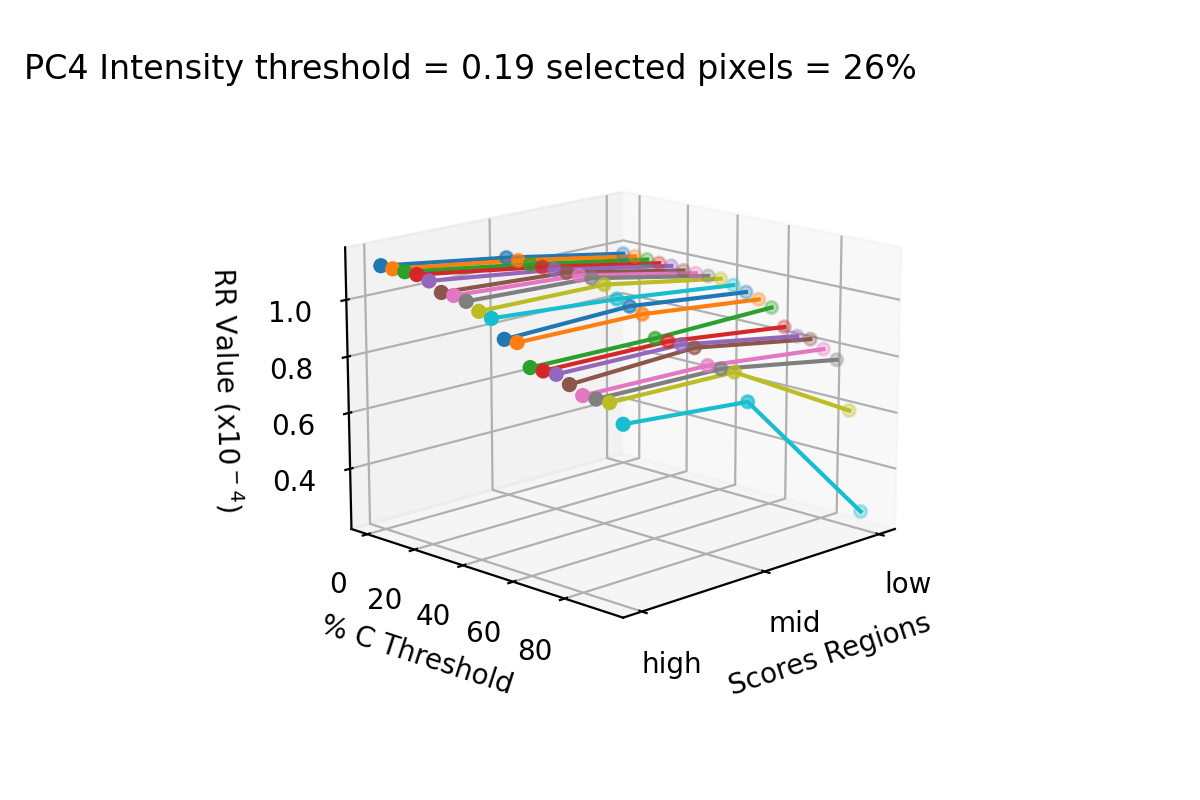 PC4 Intensity threshold = 0.19 selected pixels = 26%
RR Value (x10⁻⁴)
1.0
0.8
0.6
0.4
0
20
40
60
80
% C Threshold
high
mid
low
Scores Regions